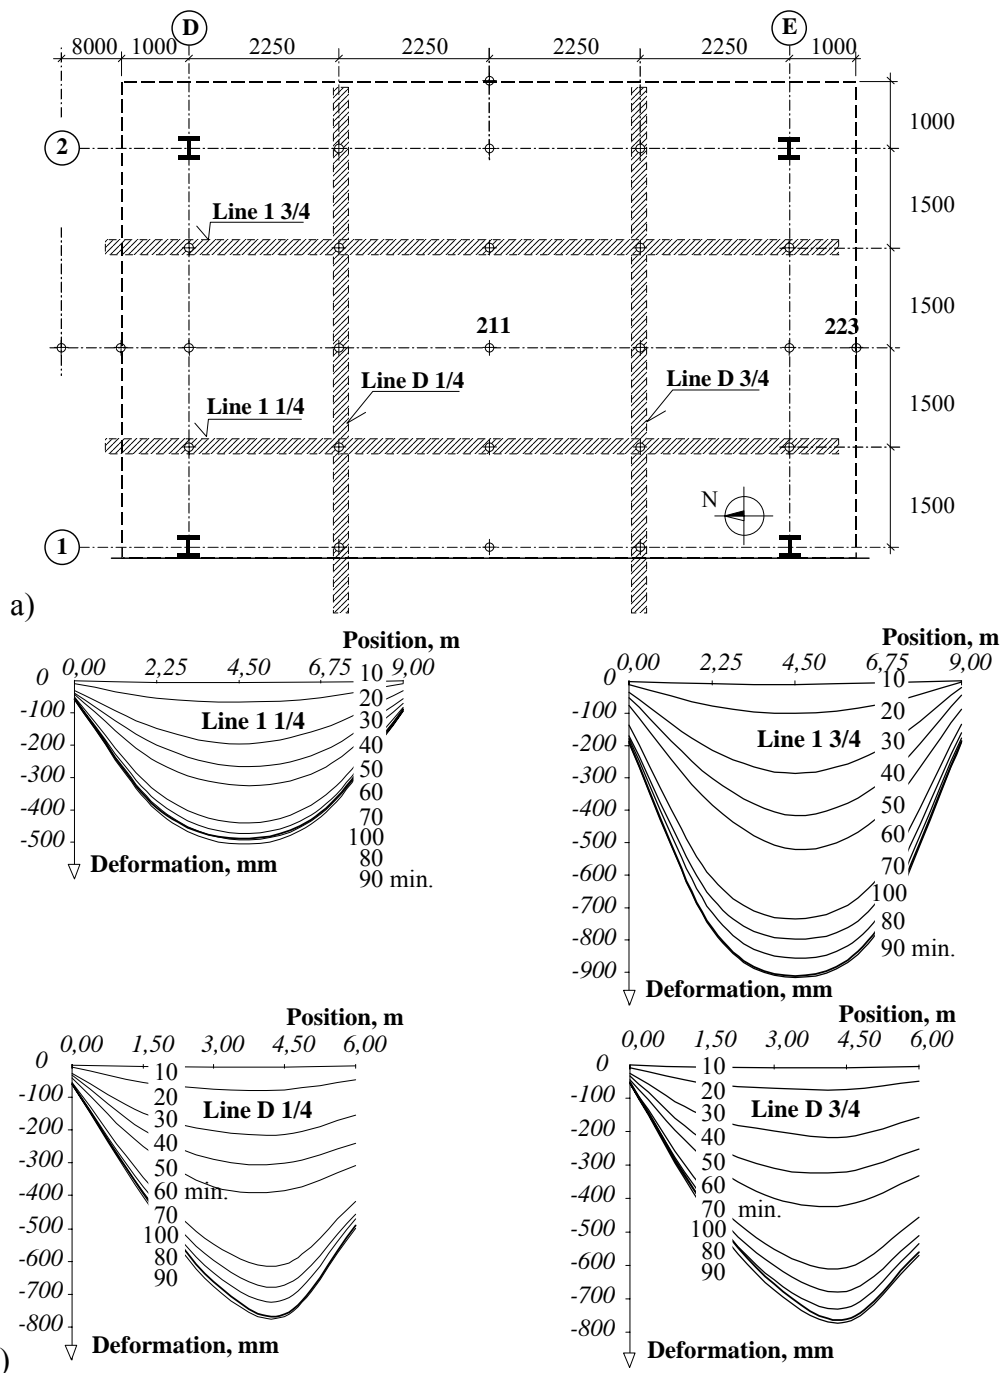 D E
8000 1000 2250 2250 2250 2250 1000
1000
2
1500
Line 1 3/4
1500
211 223
Line D 1/4 Line D 3/4
1500
Line 1 1/4
1500
N
1
a)
Position, m
0 0,00 2,25 4,50 6,75 9,00
10
-100 20
Line 1 1/4 30
-200 40
-300 50
60
-400 70
100
-500 80
Deformation, mm 90 min.
Position, m
0 0,00 2,25 4,50 6,75 9,00
10
-100 20
Line 1 3/4 30
-200
40
-300
50
-400
60
-500
70
-600
100
-700
80
-800
90 min.
-900
Deformation, mm
Position, m
0 0,00 1,50 3,00 4,50 6,00
10
-100 20
Line D 1/4
30
-200 40
-300 50
60 min.
-400
70
-500 100
80
-600 90
-700
-800
Deformation, mm
Position, m
0 0,00 1,50 3,00 4,50 6,00
10
-100 20
Line D 3/4
30
-200 40
-300 50
60
-400 70 min.
-500 100
80
-600 90
-700
-800
Deformation, mm
)